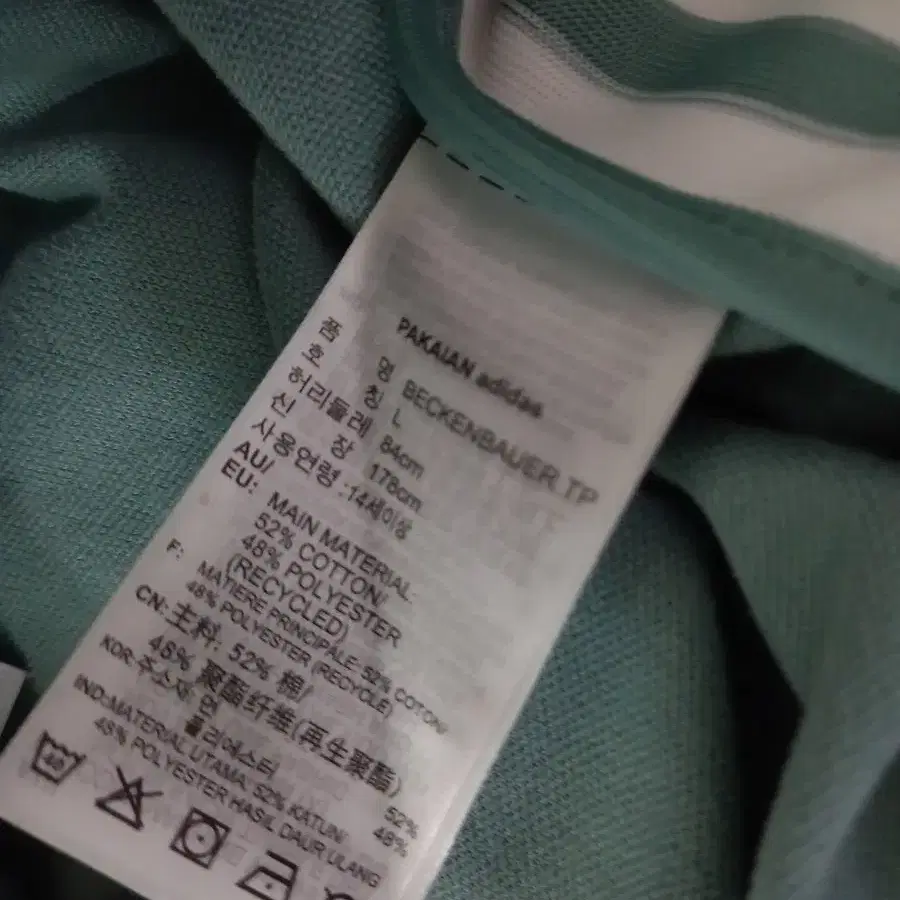 PAKAIAN adidas
품 명 BECKENBAUER TP
호 칭 L
허리둘레 84cm
신 장 178cm
사용연령 :14세이상
AU/
EU: MAIN MATERIAL:
52% COTTON/
48% POLYESTER
(RECYCLED)
F: MATIERE PRINCIPALE: 52% COTON/
48% POLYESTER (RECYCLE)
CN: 主料: 52% 棉/
48% 聚酯纤维(再生聚酯)
KOR: 주소재 면 52%
폴리에스터 48%
IND:MATERIAL UTAMA, 52% KATUN/
48% POLYESTER HASIL DAUR ULANG
40